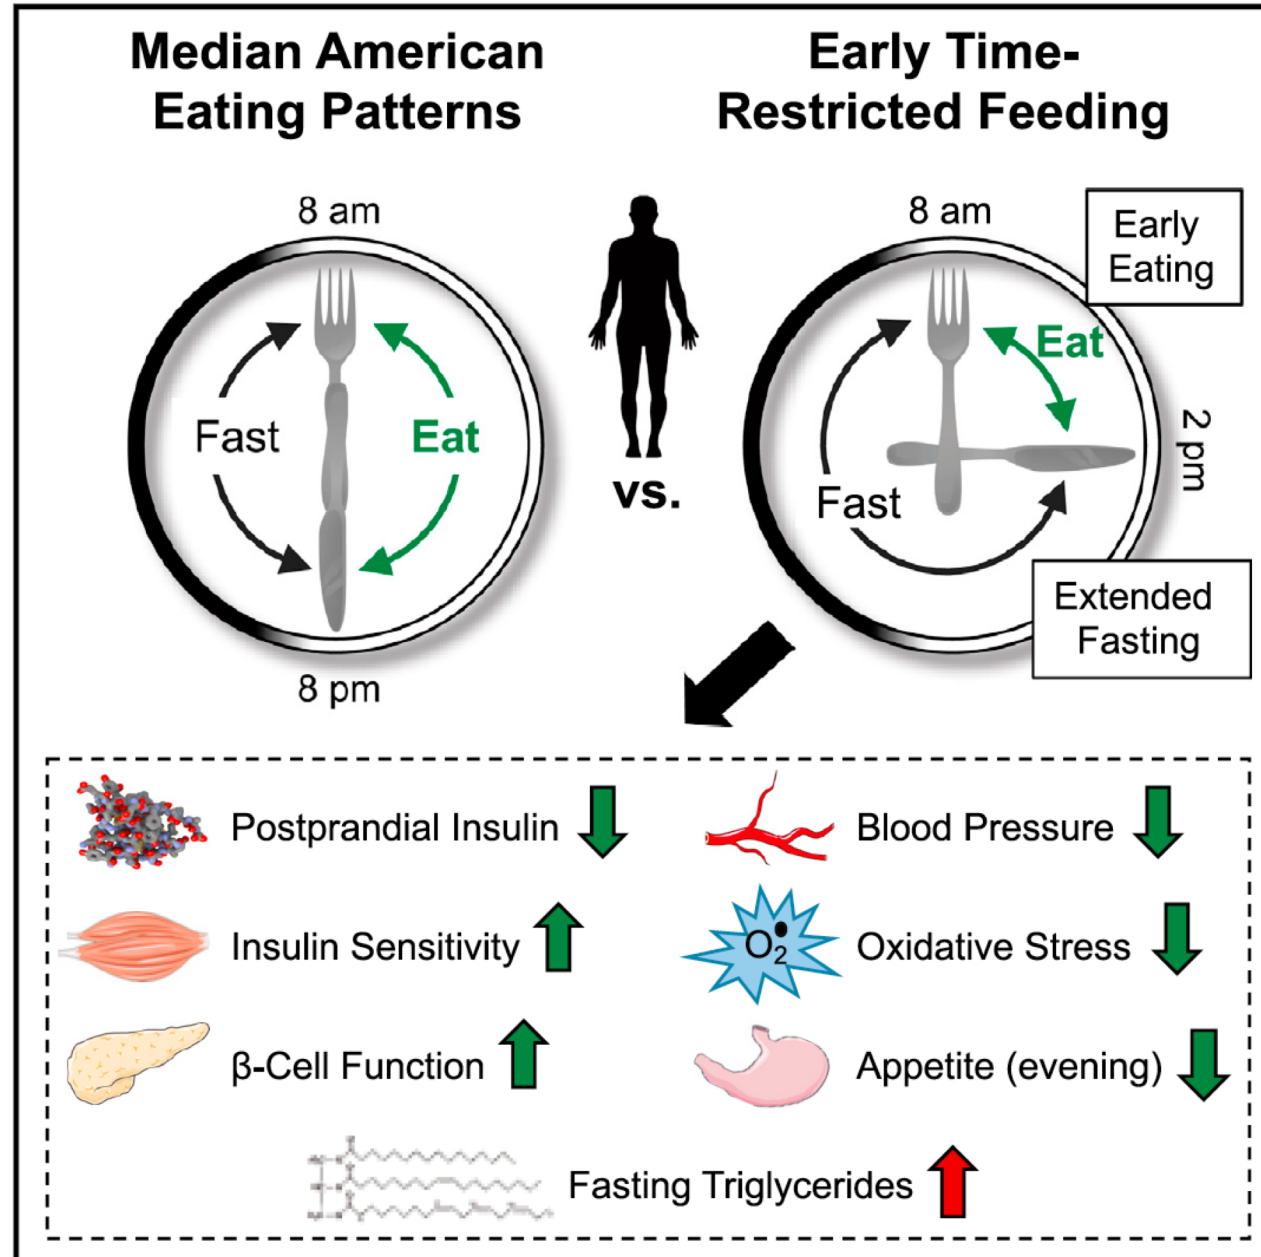 Median American
Eating Patterns
Early Time-
Restricted Feeding
8 am
Fast
Eat
8 pm
vs.
8 am
Early
Eating
Eat
2 pm
Fast
Extended
Fasting
Postprandial Insulin
Blood Pressure
Insulin Sensitivity
O₂•
Oxidative Stress
β-Cell Function
Appetite (evening)
Fasting Triglycerides